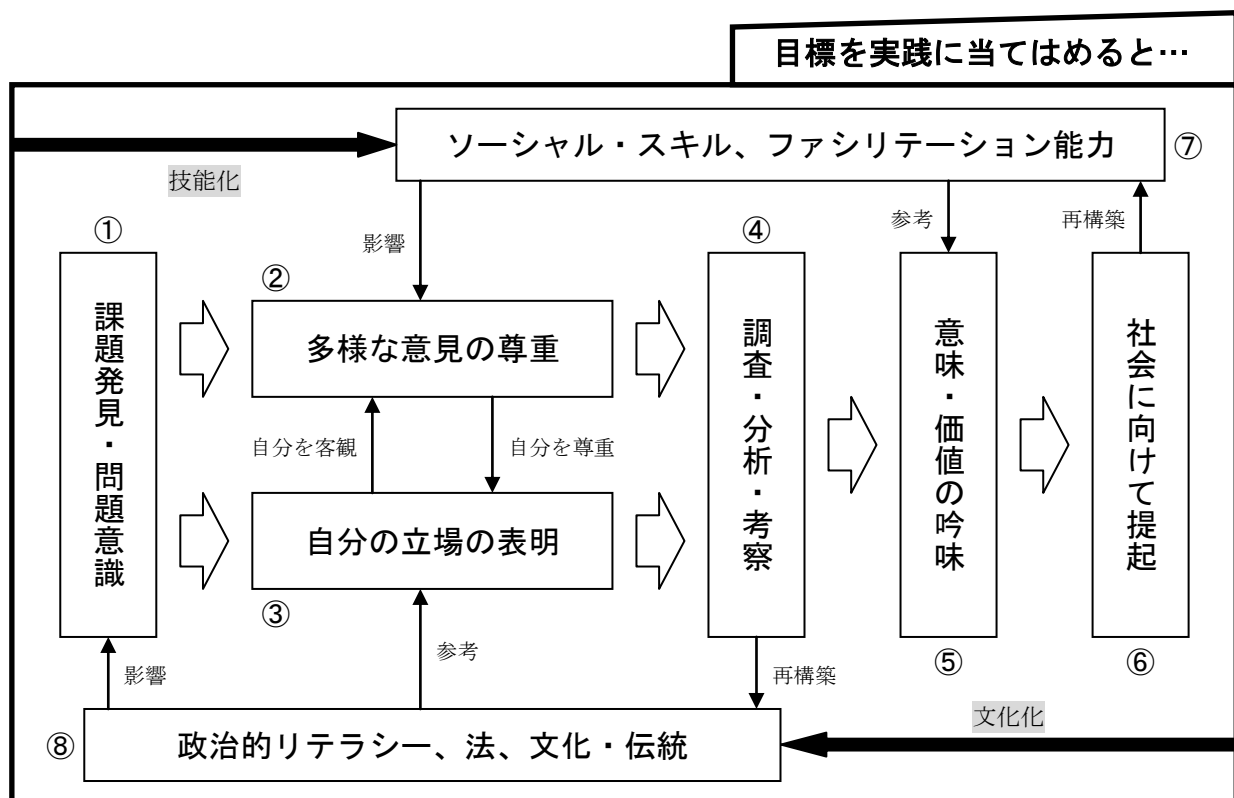 目標を実践に当てはめると…
ソーシャル・スキル、ファシリテーション能力
⑦
技能化
影響
参考
再構築
①
課題発見・問題意識
②
多様な意見の尊重
自分を客観
自分を尊重
自分の立場の表明
③
④
調査・分析・考察
意味・価値の吟味
⑤
社会に向けて提起
⑥
影響
参考
再構築
文化化
⑧
政治的リテラシー、法、文化・伝統